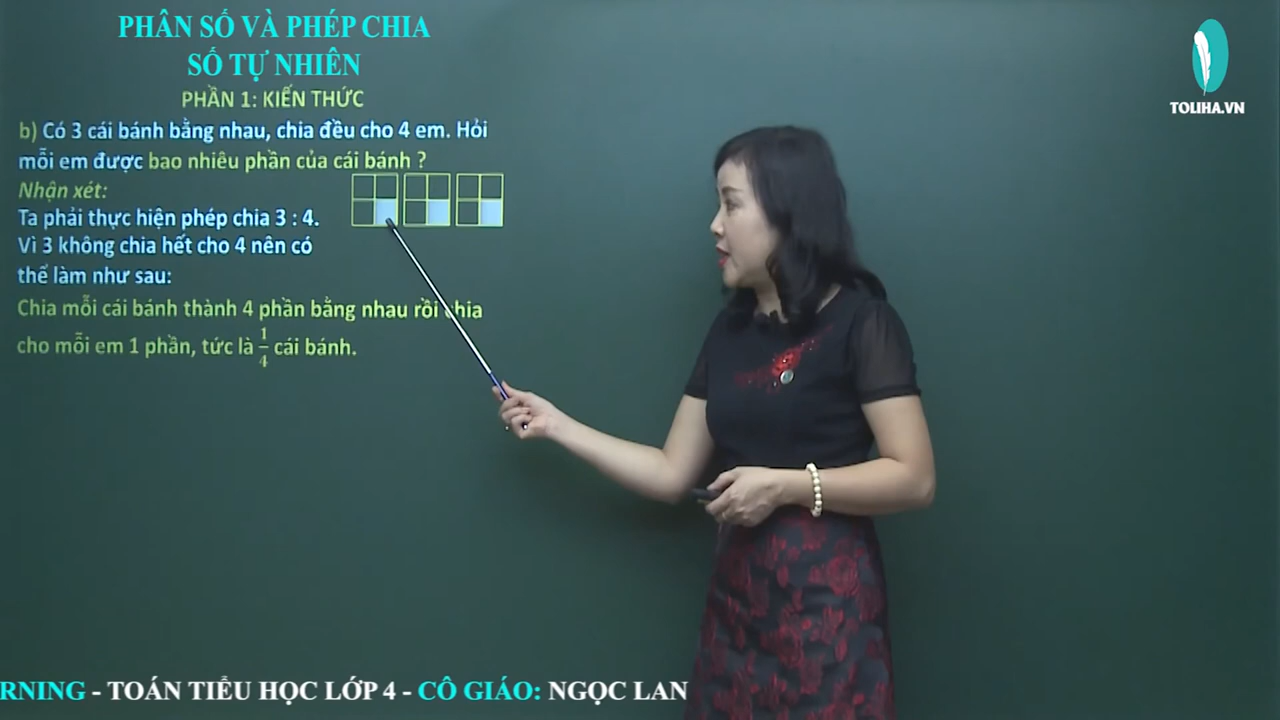 PHÂN SỐ VÀ PHÉP CHIA
SỐ TỰ NHIÊN
PHẦN 1: KIẾN THỨC
b) Có 3 cái bánh bằng nhau, chia đều cho 4 em. Hỏi
mỗi em được bao nhiêu phần của cái bánh ?
Nhận xét:
Ta phải thực hiện phép chia 3 : 4.
Vì 3 không chia hết cho 4 nên có
thể làm như sau:
Chia mỗi cái bánh thành 4 phần bằng nhau rồi chia
cho mỗi em 1 phần, tức là 1/4 cái bánh.
TOLIHA.VN
RNING - TOÁN TIỂU HỌC LỚP 4 - CÔ GIÁO: NGỌC LAN